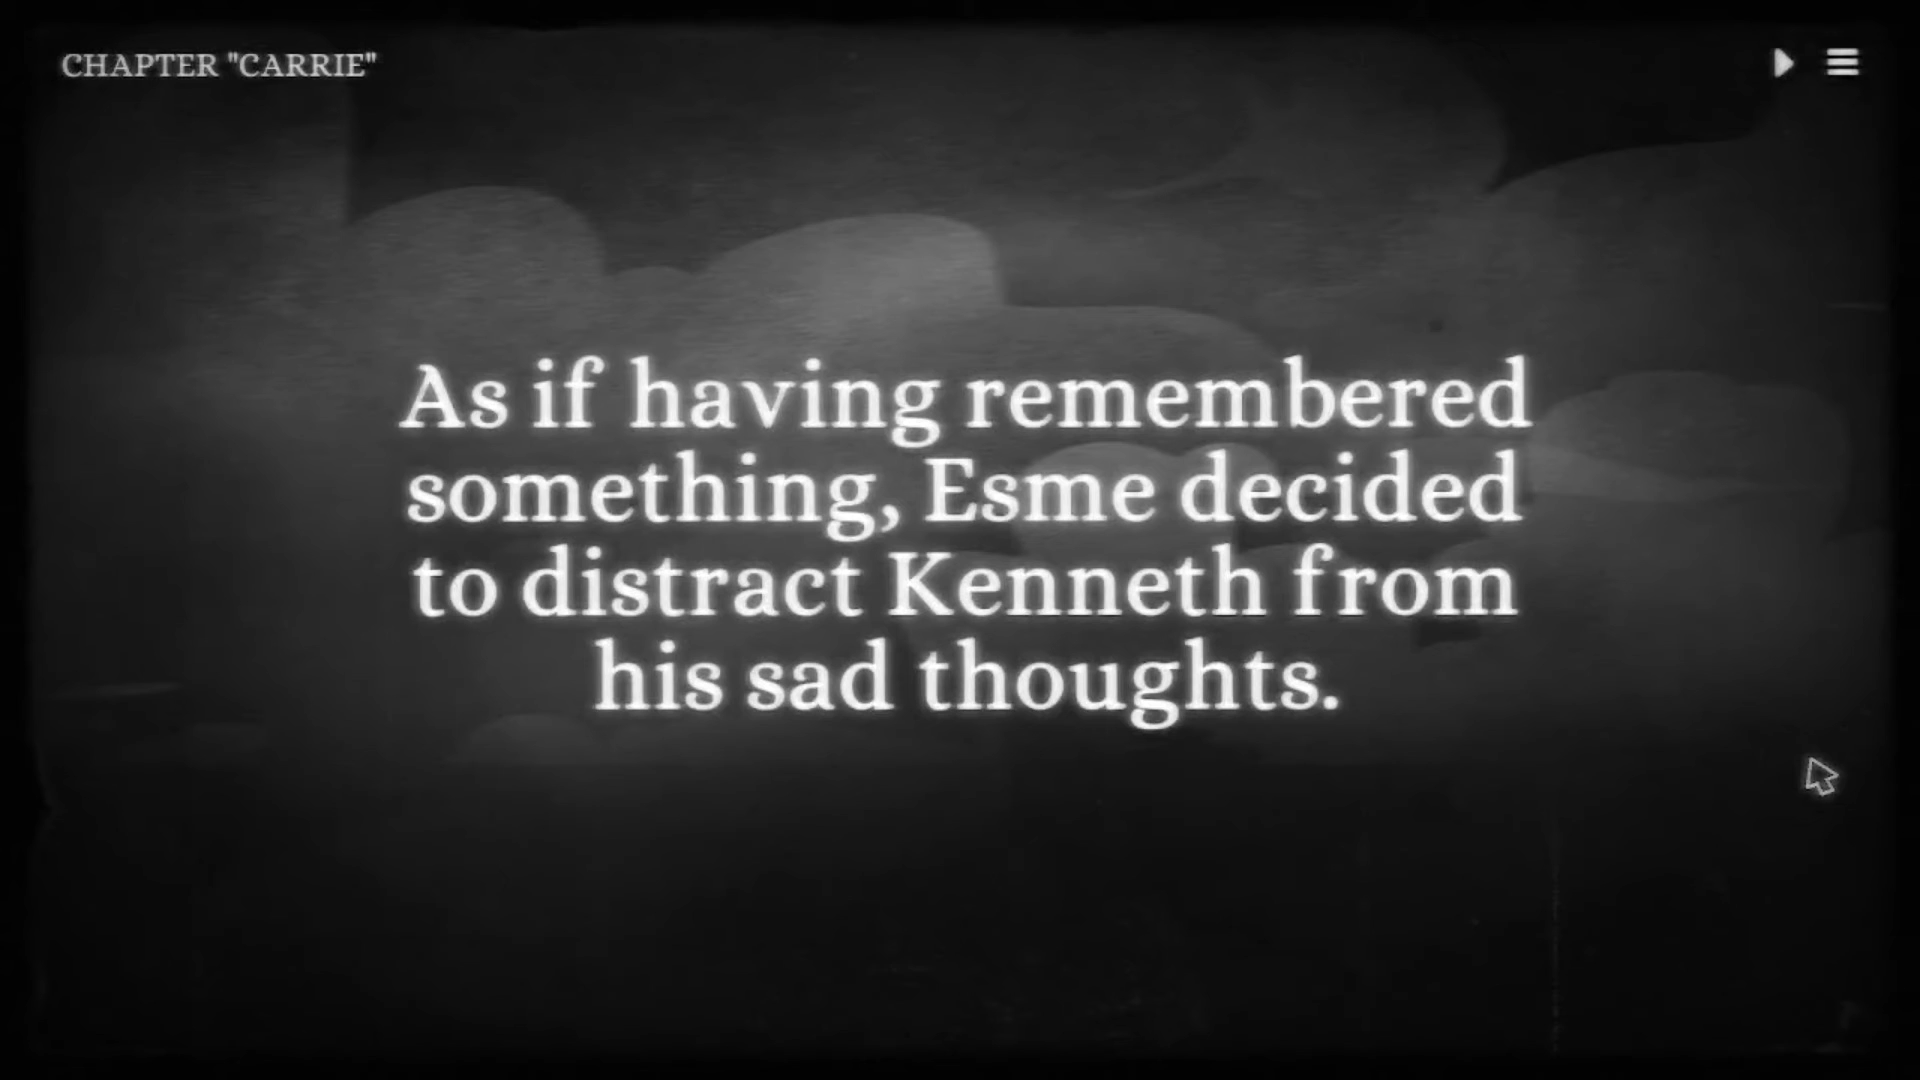 CHAPTER "CARRIE"
As if having remembered
something, Esme decided
to distract Kenneth from
his sad thoughts.